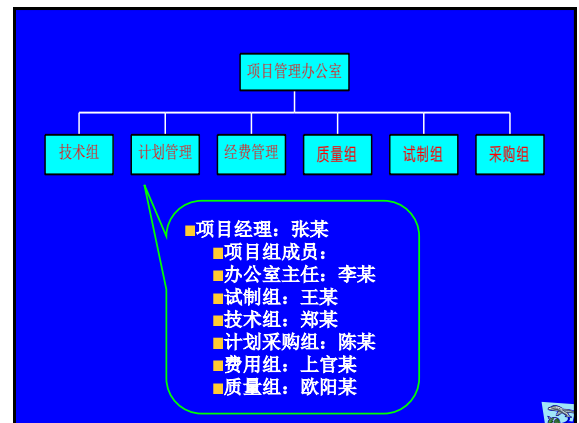 项目管理办公室
技术组
计划管理
经费管理
质量组
试制组
采购组
项目经理：张某
项目组成员：
办公室主任：李某
试制组：王某
技术组：郑某
计划采购组：陈某
费用组：上官某
质量组：欧阳某